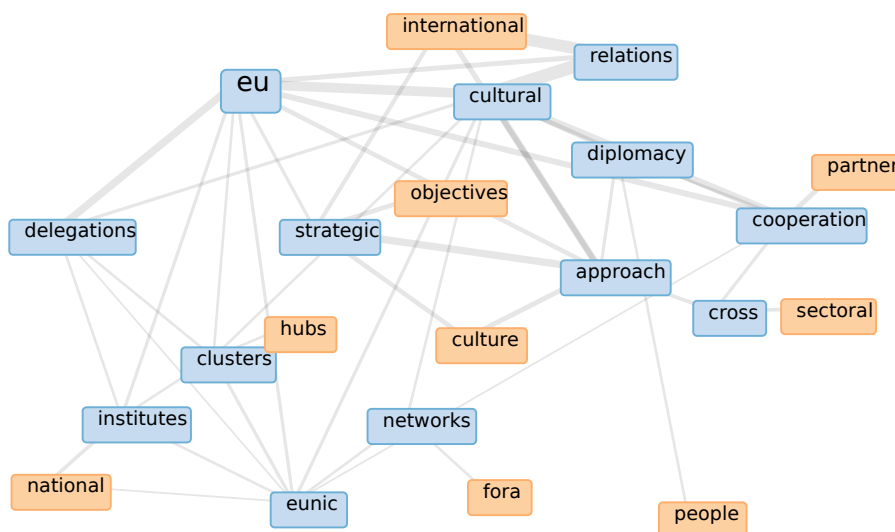 international
relations
eu
cultural
diplomacy
partner
objectives
cooperation
delegations
strategic
approach
cross
sectoral
hubs
culture
clusters
institutes
networks
national
eunic
fora
people